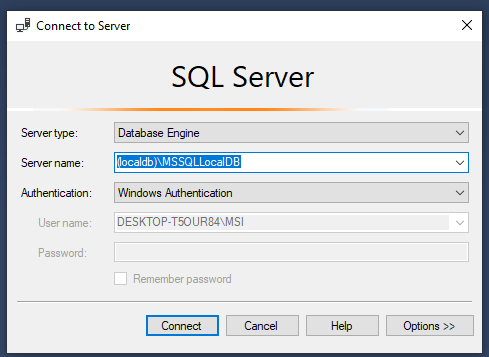 Connect to Server
SQL Server
Server type: Database Engine
Server name: (localdb)\MSSQLLocalDB
Authentication: Windows Authentication
User name: DESKTOP-T5OUR84\MSI
Password:
Remember password
Connect Cancel Help Options >>